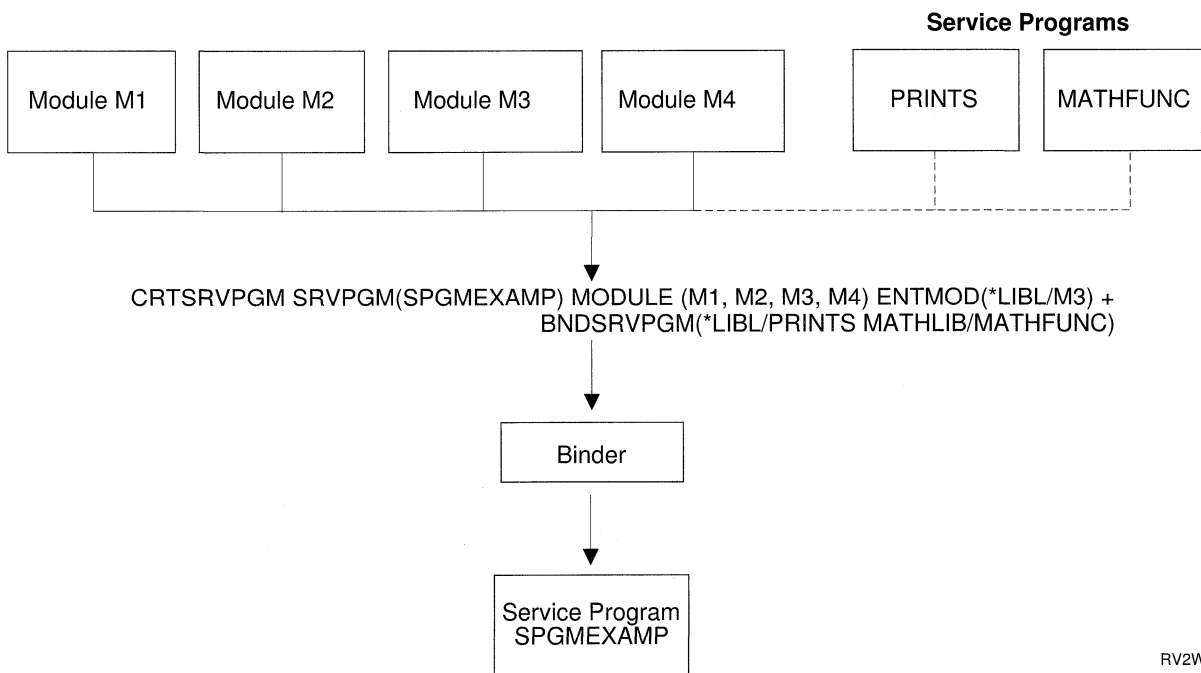 Service Programs
Module M1
Module M2
Module M3
Module M4
PRINTS
MATHFUNC
CRTSRVPGM SRVPGM(SPGMEXAMP) MODULE (M1, M2, M3, M4) ENTMOD(*LIBL/M3) +
BNDSRVPGM(*LIBL/PRINTS MATHLIB/MATHFUNC)
Binder
Service Program
SPGMEXAMP